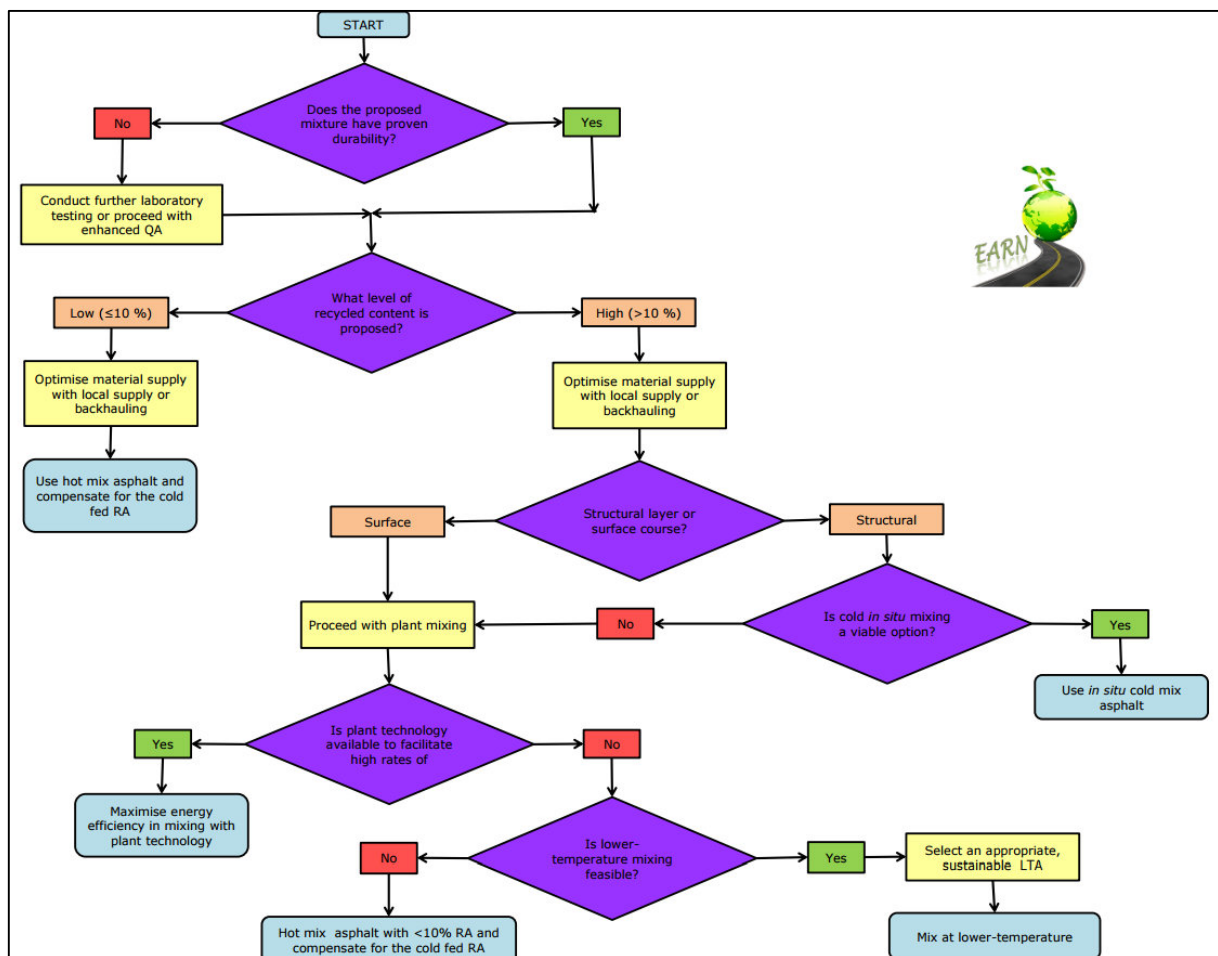 START
Does the proposed
mixture have proven
durability?
No
Yes
Conduct further laboratory
testing or proceed with
enhanced QA
EARN
What level of
recycled content is
proposed?
Low (≤10 %)
High (>10 %)
Optimise material supply
with local supply or
backhauling
Optimise material supply
with local supply or
backhauling
Use hot mix asphalt and
compensate for the cold
fed RA
Structural layer or
surface course?
Surface
Structural
Proceed with plant mixing
No
Is cold in situ mixing
a viable option?
Yes
Use in situ cold mix
asphalt
Is plant technology
available to facilitate
high rates of
Yes
No
Maximise energy
efficiency in mixing with
plant technology
Is lower-
temperature mixing
feasible?
No
Yes
Select an appropriate,
sustainable LTA
Hot mix asphalt with <10% RA and
compensate for the cold fed RA
Mix at lower-temperature